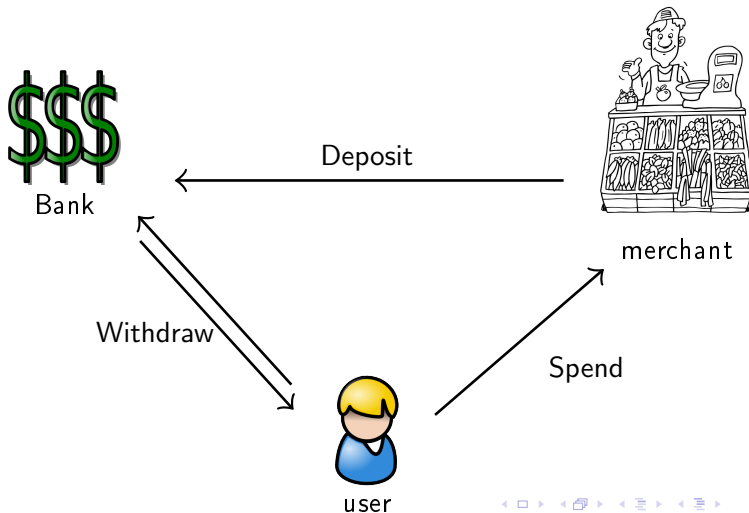 $$$
Deposit
Bank
merchant
Withdraw
Spend
user